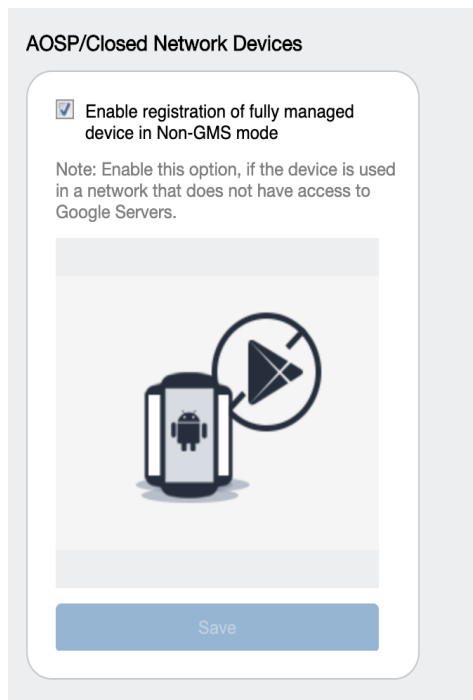 AOSP/Closed Network Devices
Enable registration of fully managed
device in Non-GMS mode
Note: Enable this option, if the device is used
in a network that does not have access to
Google Servers.
Save